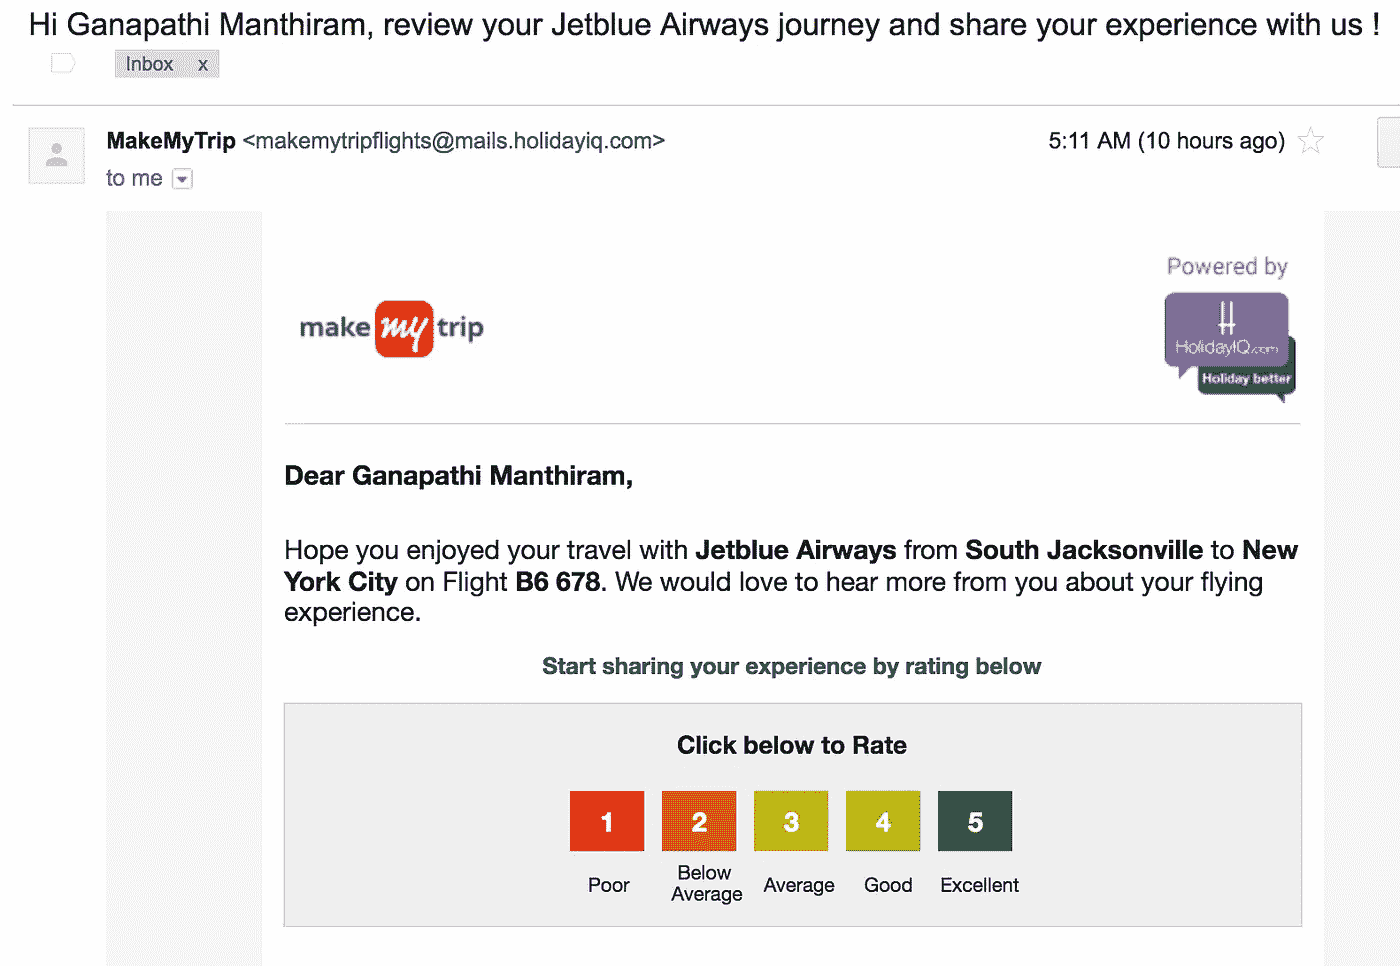 Hi Ganapathi Manthiram, review your Jetblue Airways journey and share your experience with us !
Inbox x
MakeMyTrip <makemytripflights@mails.holidayiq.com>
5:11 AM (10 hours ago)
to me
Powered by
make my trip
HolidayIQ.com
Holiday better
Dear Ganapathi Manthiram,
Hope you enjoyed your travel with Jetblue Airways from South Jacksonville to New
York City on Flight B6 678. We would love to hear more from you about your flying
experience.
Start sharing your experience by rating below
Click below to Rate
1 2 3 4 5
Poor Below Average Average Good Excellent